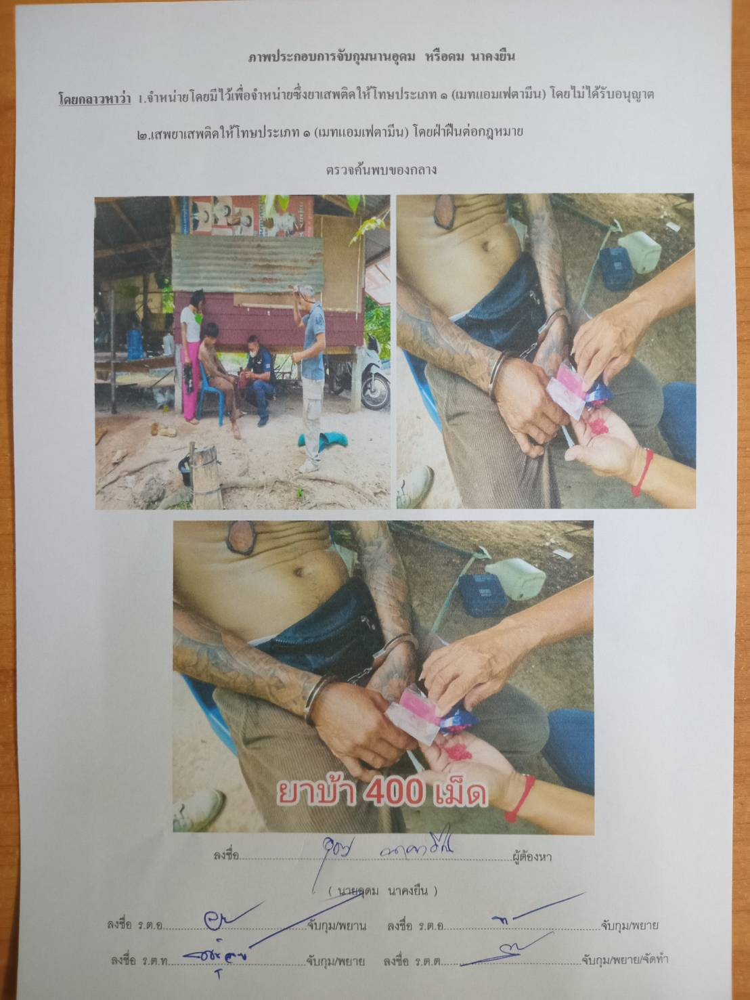 ภาพประกอบการจับกุมนานอุดม หรือดม นาคงยืน
โดยกลาวหาว่า 1.จำหน่ายโดยมีไว้เพื่อจำหน่ายซึ่งยาเสพติดให้โทษประเภท ๑ (เมทแอมเฟตามีน) โดยไม่ได้รับอนุญาต
๒.เสพยาเสพติดให้โทษประเภท ๑ (เมทแอมเฟตามีน) โดยฝ่าฝืนต่อกฎหมาย
ตรวจค้นพบของกลาง
ยาบ้า 400 เม็ด
ลงชื่อ ผู้ต้องหา
( นายอุดม นาคงยืน )
ลงชื่อ ร.ต.อ. จับกุม/พยาน ลงชื่อ ร.ต.อ. จับกุม/พยาย
ลงชื่อ ร.ต.ท. จับกุม/พยาย ลงชื่อ ร.ต.ต. จับกุม/พยาย/จัดทำ